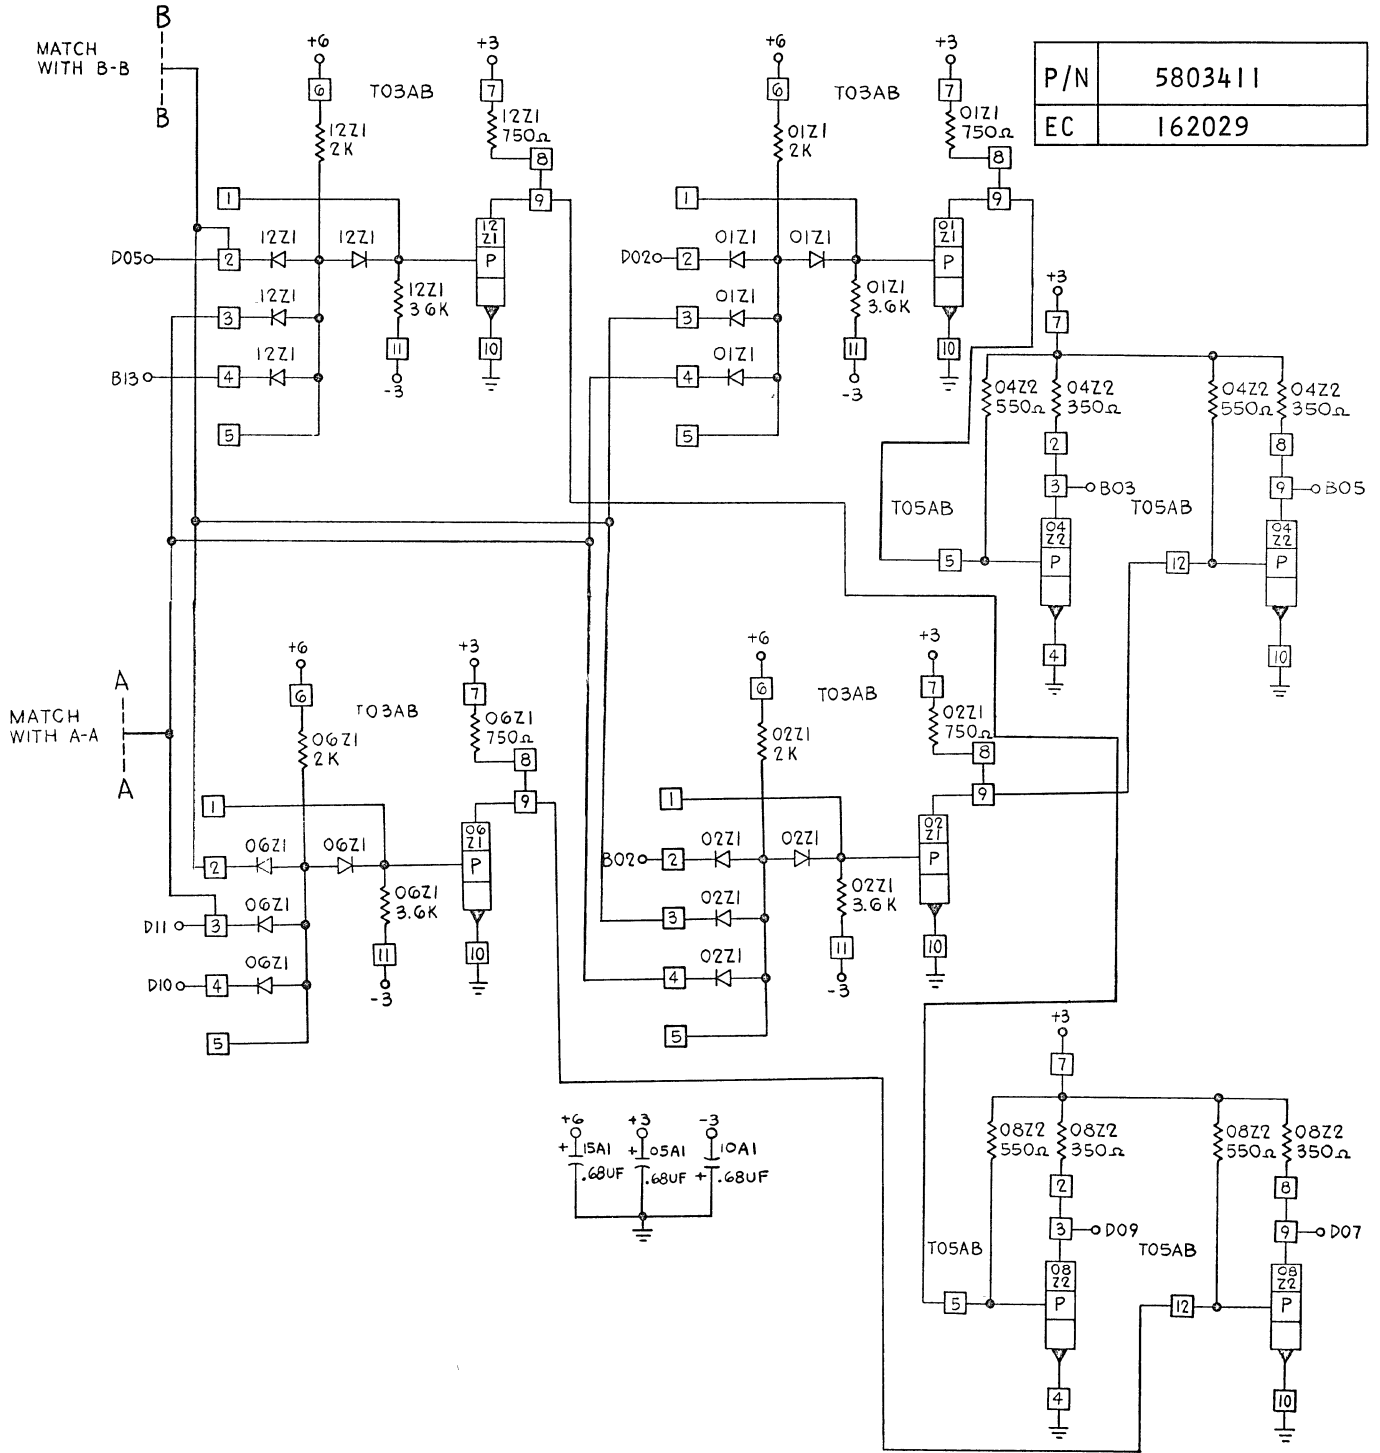 B
MATCH
WITH B-B
B
+6
6
T03AB
12Z1
2K
+3
7
12Z1
750Ω
8
9
1
12
Z1
P
D05
2
12Z1
12Z1
3
12Z1
12Z1
3 6K
B13
4
12Z1
11
-3
10
5
+6
6
T03AB
01Z1
2K
+3
7
01Z1
750Ω
8
9
1
01
Z1
P
D02
2
01Z1
01Z1
3
01Z1
01Z1
3.6K
4
01Z1
11
-3
10
5
P/N 5803411
EC 162029
+3
7
04Z2
550Ω
04Z2
350Ω
04Z2
550Ω
04Z2
350Ω
2
8
3
B03
9
B05
T05AB
T05AB
04
Z2
P
04
Z2
P
5
12
4
10
A
MATCH
WITH A-A
A
+6
6
T03AB
06Z1
2K
+3
7
06Z1
750Ω
8
9
1
06
Z1
P
2
06Z1
06Z1
D11
3
06Z1
06Z1
3.6K
D10
4
06Z1
11
-3
10
5
+6
6
T03AB
02Z1
2K
+3
7
02Z1
750Ω
8
9
1
02
Z1
P
B02
2
02Z1
02Z1
3
02Z1
02Z1
3.6K
4
02Z1
11
-3
10
5
+6
+ 15A1
.68UF
+3
+ 05A1
.68UF
-3
10A1
+ .68UF
+3
7
08Z2
550Ω
08Z2
350Ω
08Z2
550Ω
08Z2
350Ω
2
8
3
D09
9
D07
T05AB
T05AB
08
Z2
P
08
Z2
P
5
12
4
10